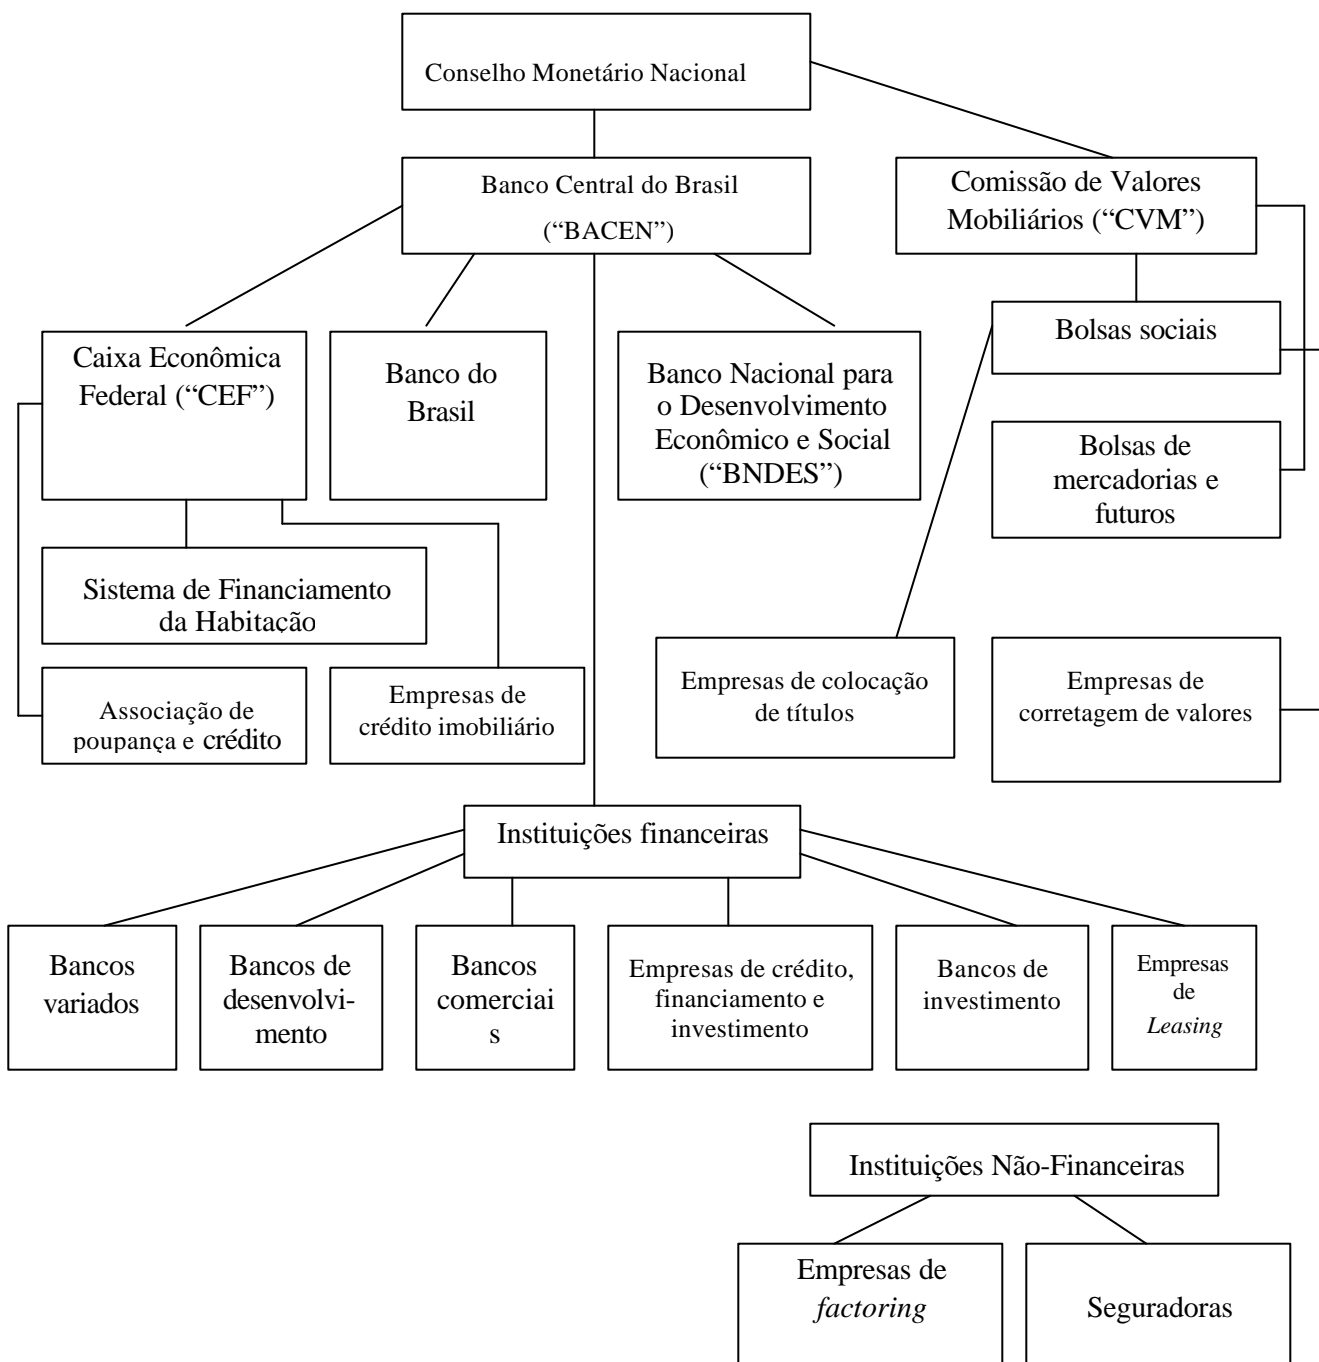 Conselho Monetário Nacional
Banco Central do Brasil
(“BACEN”)
Comissão de Valores
Mobiliários (“CVM”)
Bolsas sociais
Caixa Econômica
Federal (“CEF”)
Banco do
Brasil
Banco Nacional para
o Desenvolvimento
Econômico e Social
(“BNDES”)
Bolsas de
mercadorias e
futuros
Sistema de Financiamento
da Habitação
Associação de
poupança e crédito
Empresas de
crédito imobiliário
Empresas de colocação
de títulos
Empresas de
corretagem de valores
Instituições financeiras
Bancos
variados
Bancos de
desenvolvi-
mento
Bancos
comerciai
s
Empresas de crédito,
financiamento e
investimento
Bancos de
investimento
Empresas
de
Leasing
Instituições Não-Financeiras
Empresas de
factoring
Seguradoras